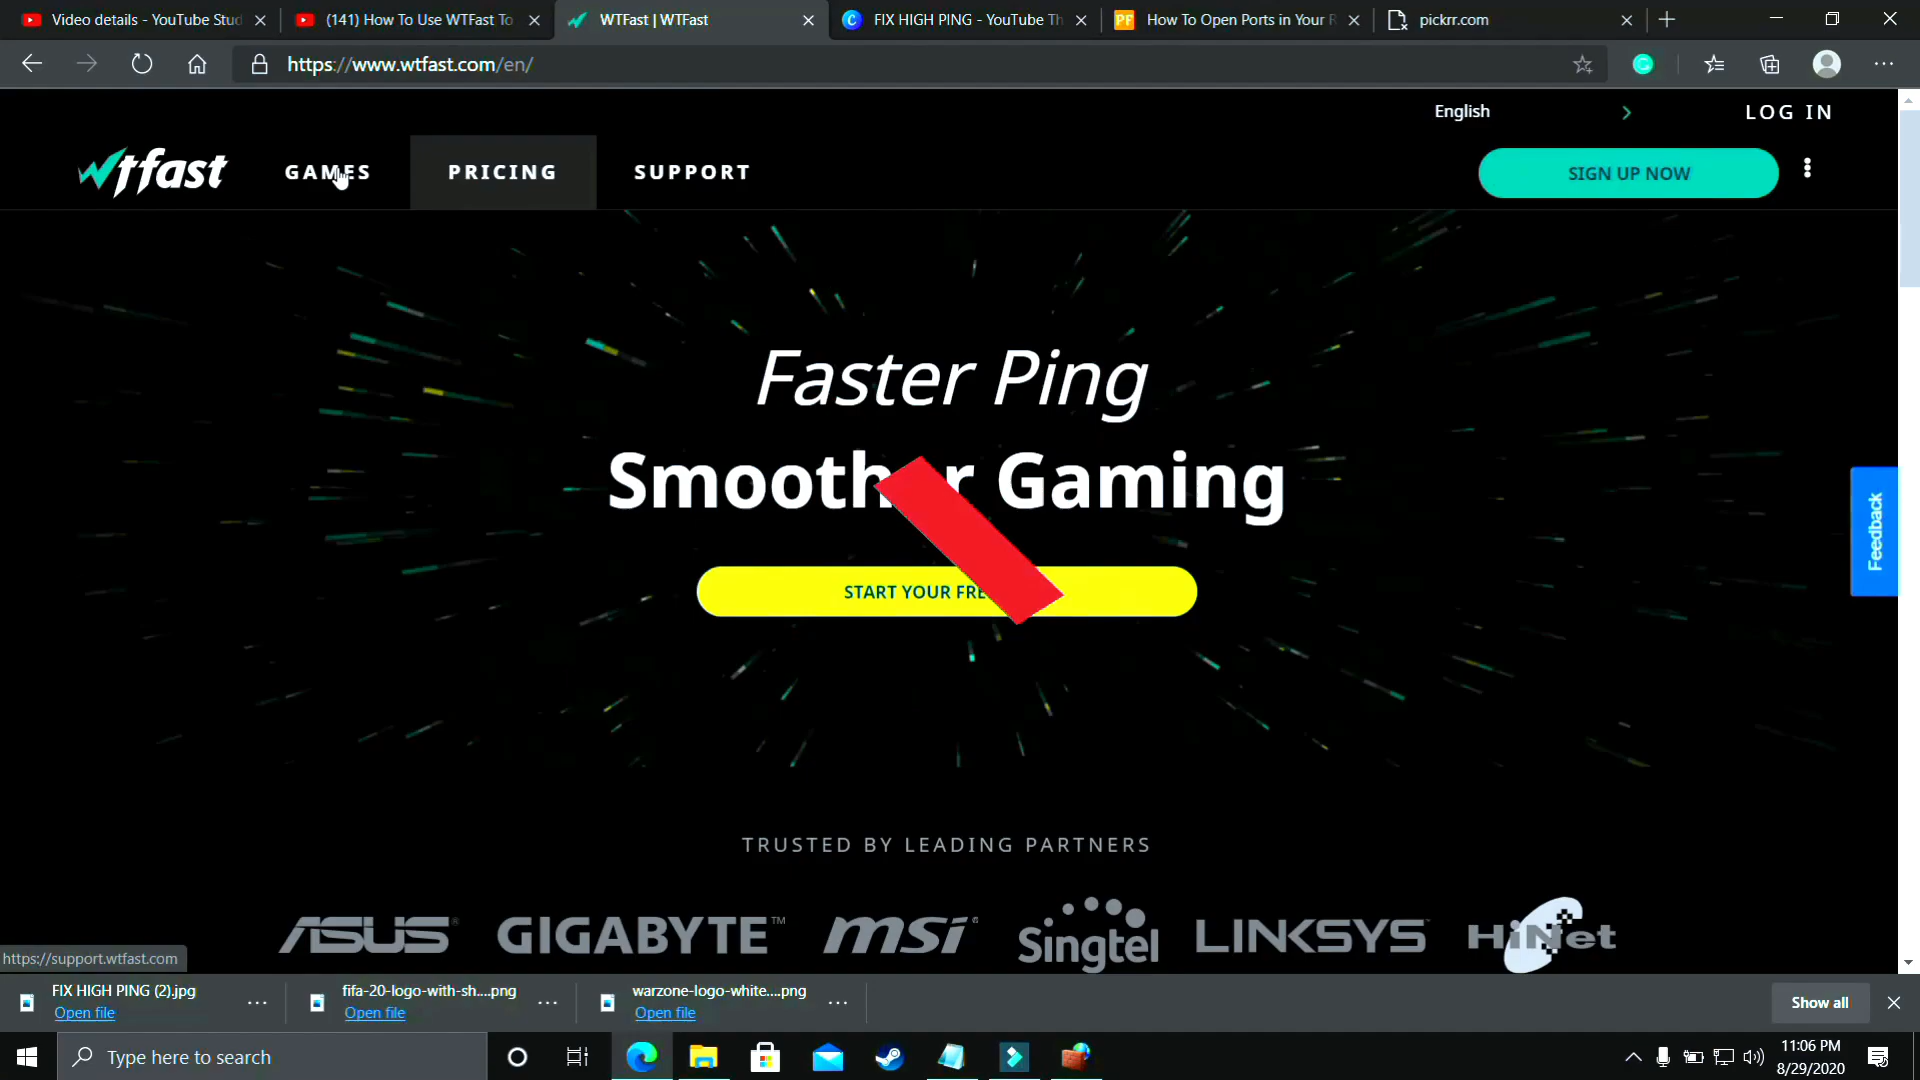 Video details - YouTube Stud
(141) How To Use WTFast To
WTFast | WTFast
FIX HIGH PING - YouTube Th
How To Open Ports in Your R
pickrr.com
https://www.wtfast.com/en/
English
LOG IN
wtfast
GAMES
PRICING
SUPPORT
SIGN UP NOW
Faster Ping
Smoother Gaming
START YOUR FRE
Feedback
TRUSTED BY LEADING PARTNERS
ASUS
GIGABYTE™
msi
Singtel
LINKSYS
HiNet
https://support.wtfast.com
FIX HIGH PING (2).jpg
Open file
fifa-20-logo-with-sh....png
Open file
warzone-logo-white....png
Open file
Show all
Type here to search
11:06 PM
8/29/2020